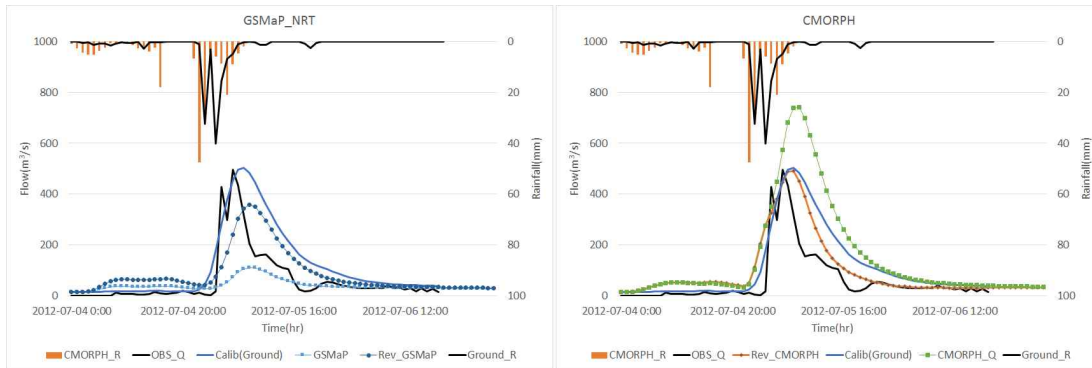 GSMaP_NRT
1000
800
600
400
200
0
Flow(m³/s)
0
20
40
60
80
100
Rainfall(mm)
2012-07-04 0:00
2012-07-04 20:00
2012-07-05 16:00
2012-07-06 12:00
Time(hr)
CMORPH_R
OBS_Q
Calib(Ground)
GSMaP
Rev_GSMaP
Ground_R
CMORPH
1000
800
600
400
200
0
Flow(m³/s)
0
20
40
60
80
100
Rainfall(mm)
2012-07-04 0:00
2012-07-04 20:00
2012-07-05 16:00
2012-07-06 12:00
Time(hr)
CMORPH_R
OBS_Q
Rev_CMORPH
Calib(Ground)
CMORPH_Q
Ground_R